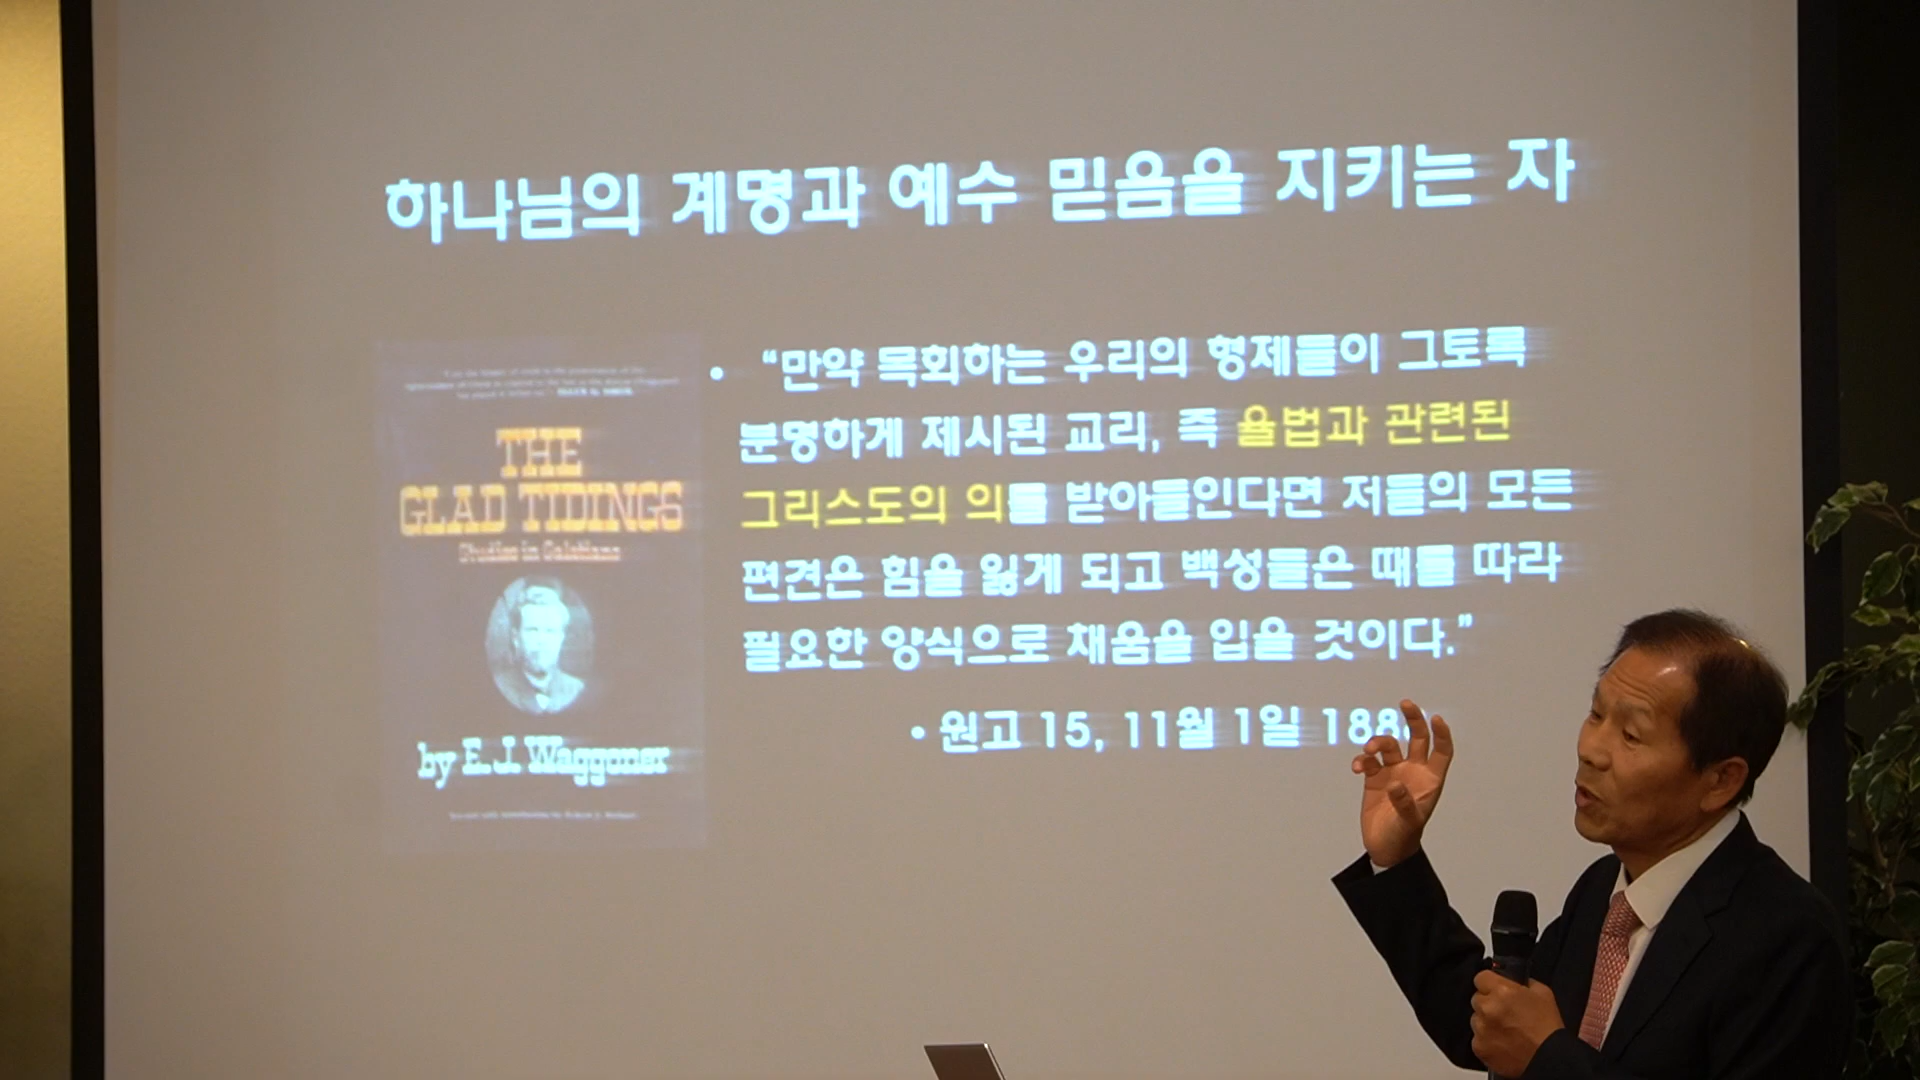 하나님의 계명과 예수 믿음을 지키는 자
THE
GLAD TIDINGS
Studies in Galatians
by E.J. Waggoner
• “만약 목회하는 우리의 형제들이 그토록
분명하게 제시된 교리, 즉 율법과 관련된
그리스도의 의를 받아들인다면 저들의 모든
편견은 힘을 잃게 되고 백성들은 때를 따라
필요한 양식으로 채움을 입을 것이다.”
• 원고 15, 11월 1일 188